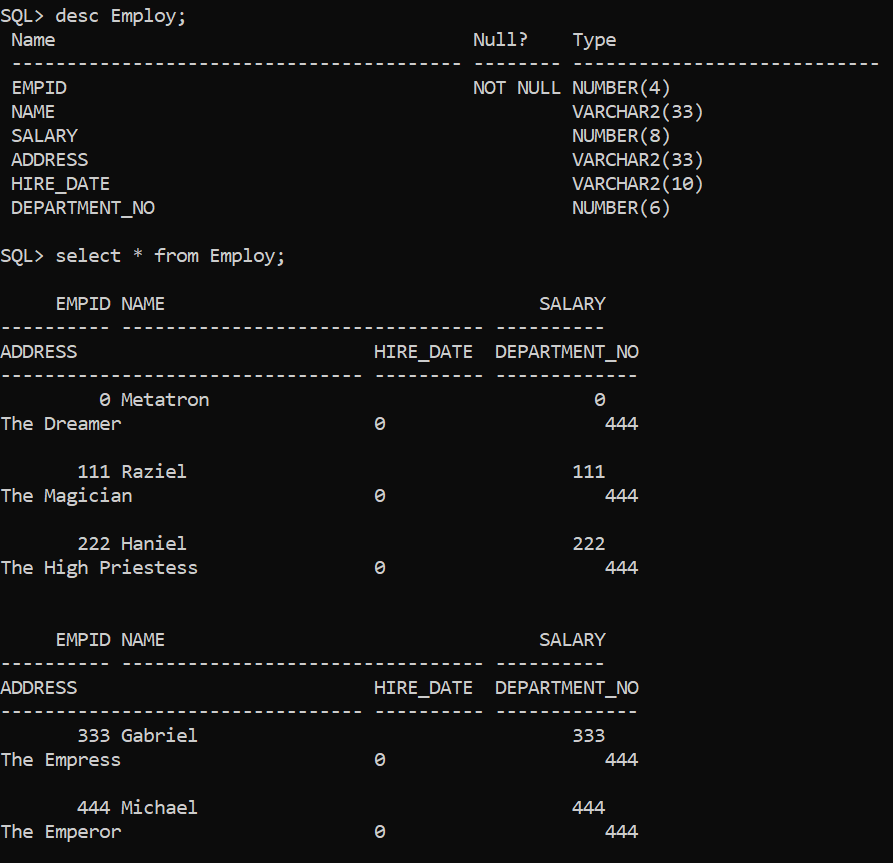 SQL> desc Employ;
 Name                                      Null?    Type
 ----------------------------------------- -------- ----------------------------
 EMPID                                     NOT NULL NUMBER(4)
 NAME                                               VARCHAR2(33)
 SALARY                                             NUMBER(8)
 ADDRESS                                            VARCHAR2(33)
 HIRE_DATE                                          VARCHAR2(10)
 DEPARTMENT_NO                                      NUMBER(6)
SQL> select * from Employ;
     EMPID NAME                                  SALARY
---------- --------------------------------- ----------
ADDRESS                           HIRE_DATE  DEPARTMENT_NO
--------------------------------- ---------- -------------
         0 Metatron                                   0
The Dreamer                       0                    444
       111 Raziel                                   111
The Magician                      0                    444
       222 Haniel                                   222
The High Priestess                0                    444
     EMPID NAME                                  SALARY
---------- --------------------------------- ----------
ADDRESS                           HIRE_DATE  DEPARTMENT_NO
--------------------------------- ---------- -------------
       333 Gabriel                                  333
The Empress                       0                    444
       444 Michael                                  444
The Emperor                       0                    444